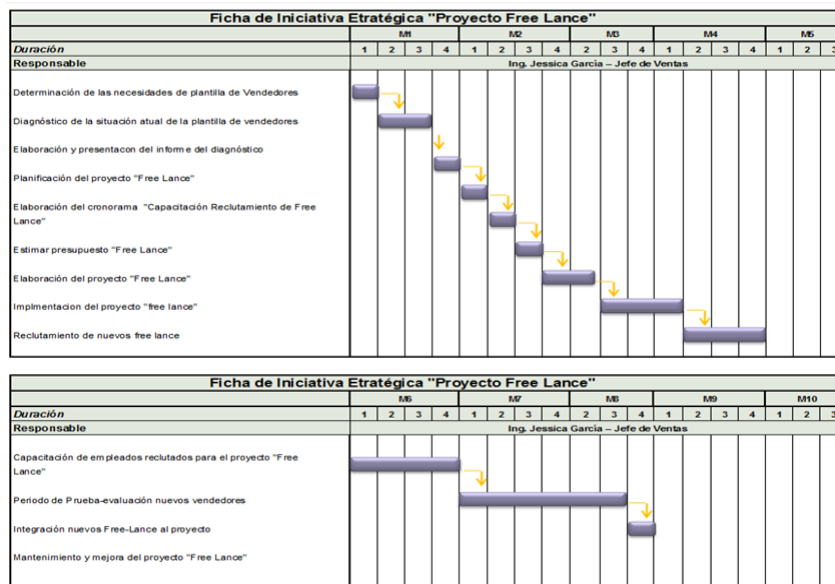 Ficha de Iniciativa Etratégica "Proyecto Free Lance"
M1 M2 M3 M4 M5
Duración 1 2 3 4 1 2 3 4 1 2 3 4 1 2 3 4 1 2 3
Responsable Ing. Jessica García – Jefe de Ventas
Determinación de las necesidades de plantilla de Vendedores
Diagnóstico de la situación atual de la plantilla de vendedores
Elaboración y presentacon del informe del diagnóstico
Planificación del proyecto "Free Lance"
Elaboración del cronorama "Capacitación Reclutamiento de Free
Lance"
Estimar presupuesto "Free Lance"
Elaboración del proyecto "Free Lance"
Implmentacion del proyecto "free lance"
Reclutamiento de nuevos free lance
Ficha de Iniciativa Etratégica "Proyecto Free Lance"
M6 M7 M8 M9 M10
Duración 1 2 3 4 1 2 3 4 1 2 3 4 1 2 3 4 1 2 3
Responsable Ing. Jessica García – Jefe de Ventas
Capacitación de empleados reclutados para el proyecto "Free
Lance"
Periodo de Prueba-evaluación nuevos vendedores
Integración nuevos Free-Lance al proyecto
Mantenimiento y mejora del proyecto "Free Lance"